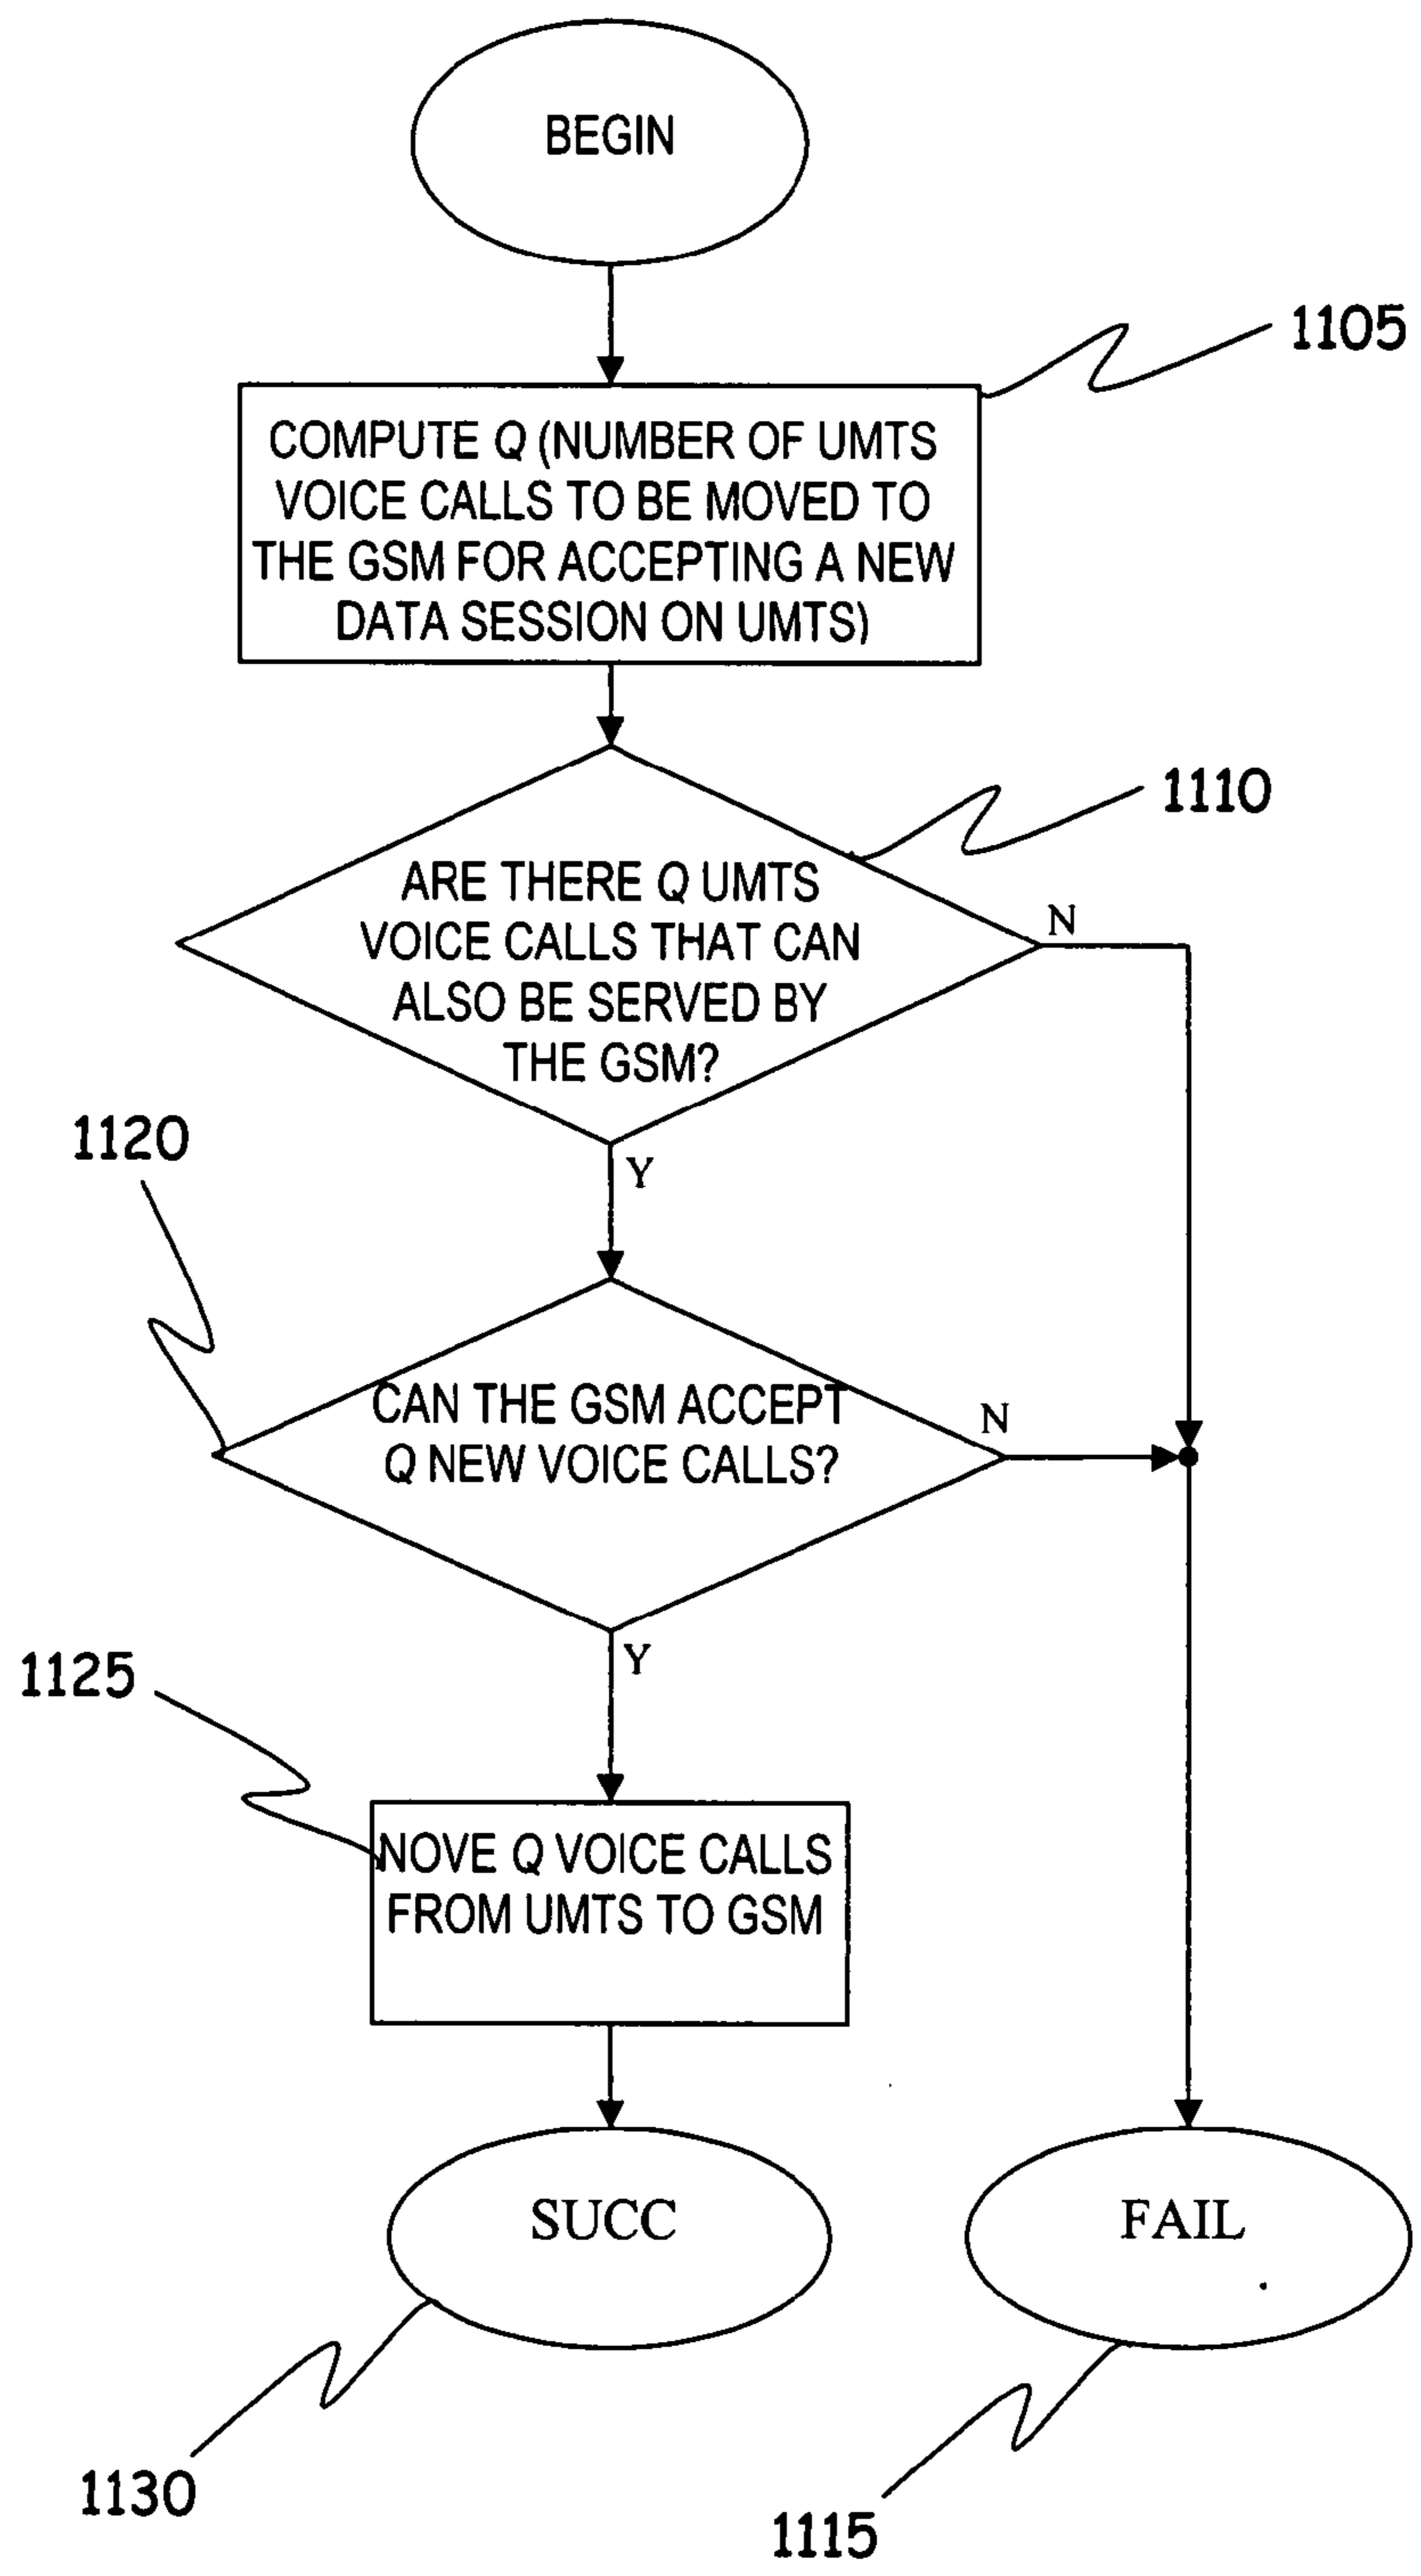 BEGIN
1105
COMPUTE Q (NUMBER OF UMTS
VOICE CALLS TO BE MOVED TO
THE GSM FOR ACCEPTING A NEW
DATA SESSION ON UMTS)
1110
ARE THERE Q UMTS
VOICE CALLS THAT CAN
ALSO BE SERVED BY
THE GSM?
N
Y
1120
CAN THE GSM ACCEPT
Q NEW VOICE CALLS?
N
Y
1125
NOVE Q VOICE CALLS
FROM UMTS TO GSM
SUCC
FAIL
1130
1115